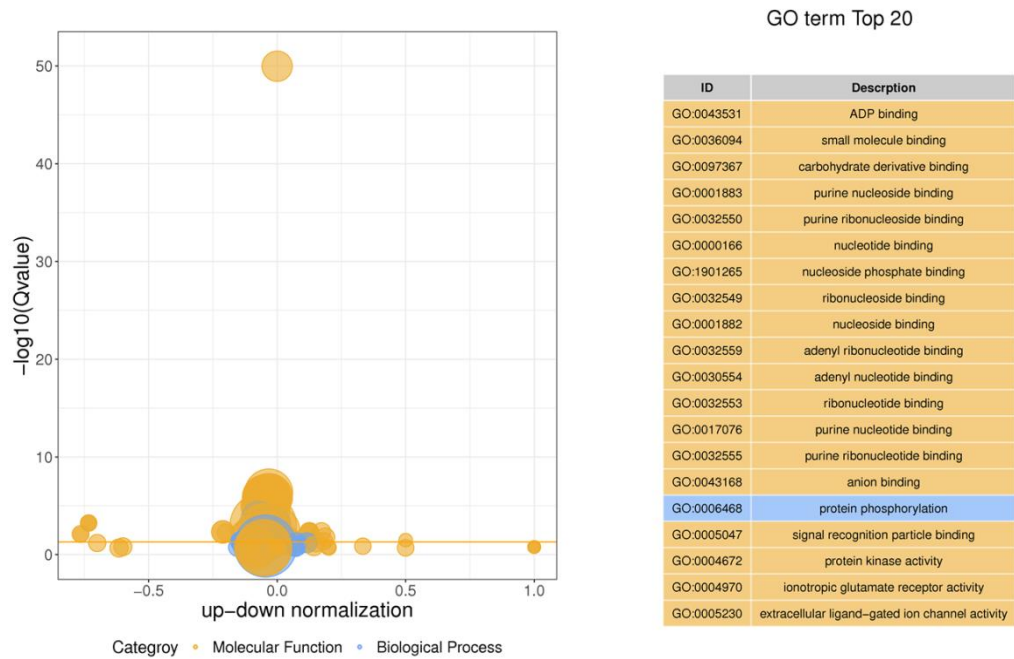 GO term Top 20
50
40
30
20
10
0
−log10(Qvalue)
−0.5 0.0 0.5 1.0
up−down normalization
Categroy Molecular Function Biological Process
ID Descrption
GO:0043531 ADP binding
GO:0036094 small molecule binding
GO:0097367 carbohydrate derivative binding
GO:0001883 purine nucleoside binding
GO:0032550 purine ribonucleoside binding
GO:0000166 nucleotide binding
GO:1901265 nucleoside phosphate binding
GO:0032549 ribonucleoside binding
GO:0001882 nucleoside binding
GO:0032559 adenyl ribonucleotide binding
GO:0030554 adenyl nucleotide binding
GO:0032553 ribonucleotide binding
GO:0017076 purine nucleotide binding
GO:0032555 purine ribonucleotide binding
GO:0043168 anion binding
GO:0006468 protein phosphorylation
GO:0005047 signal recognition particle binding
GO:0004672 protein kinase activity
GO:0004970 ionotropic glutamate receptor activity
GO:0005230 extracellular ligand−gated ion channel activity